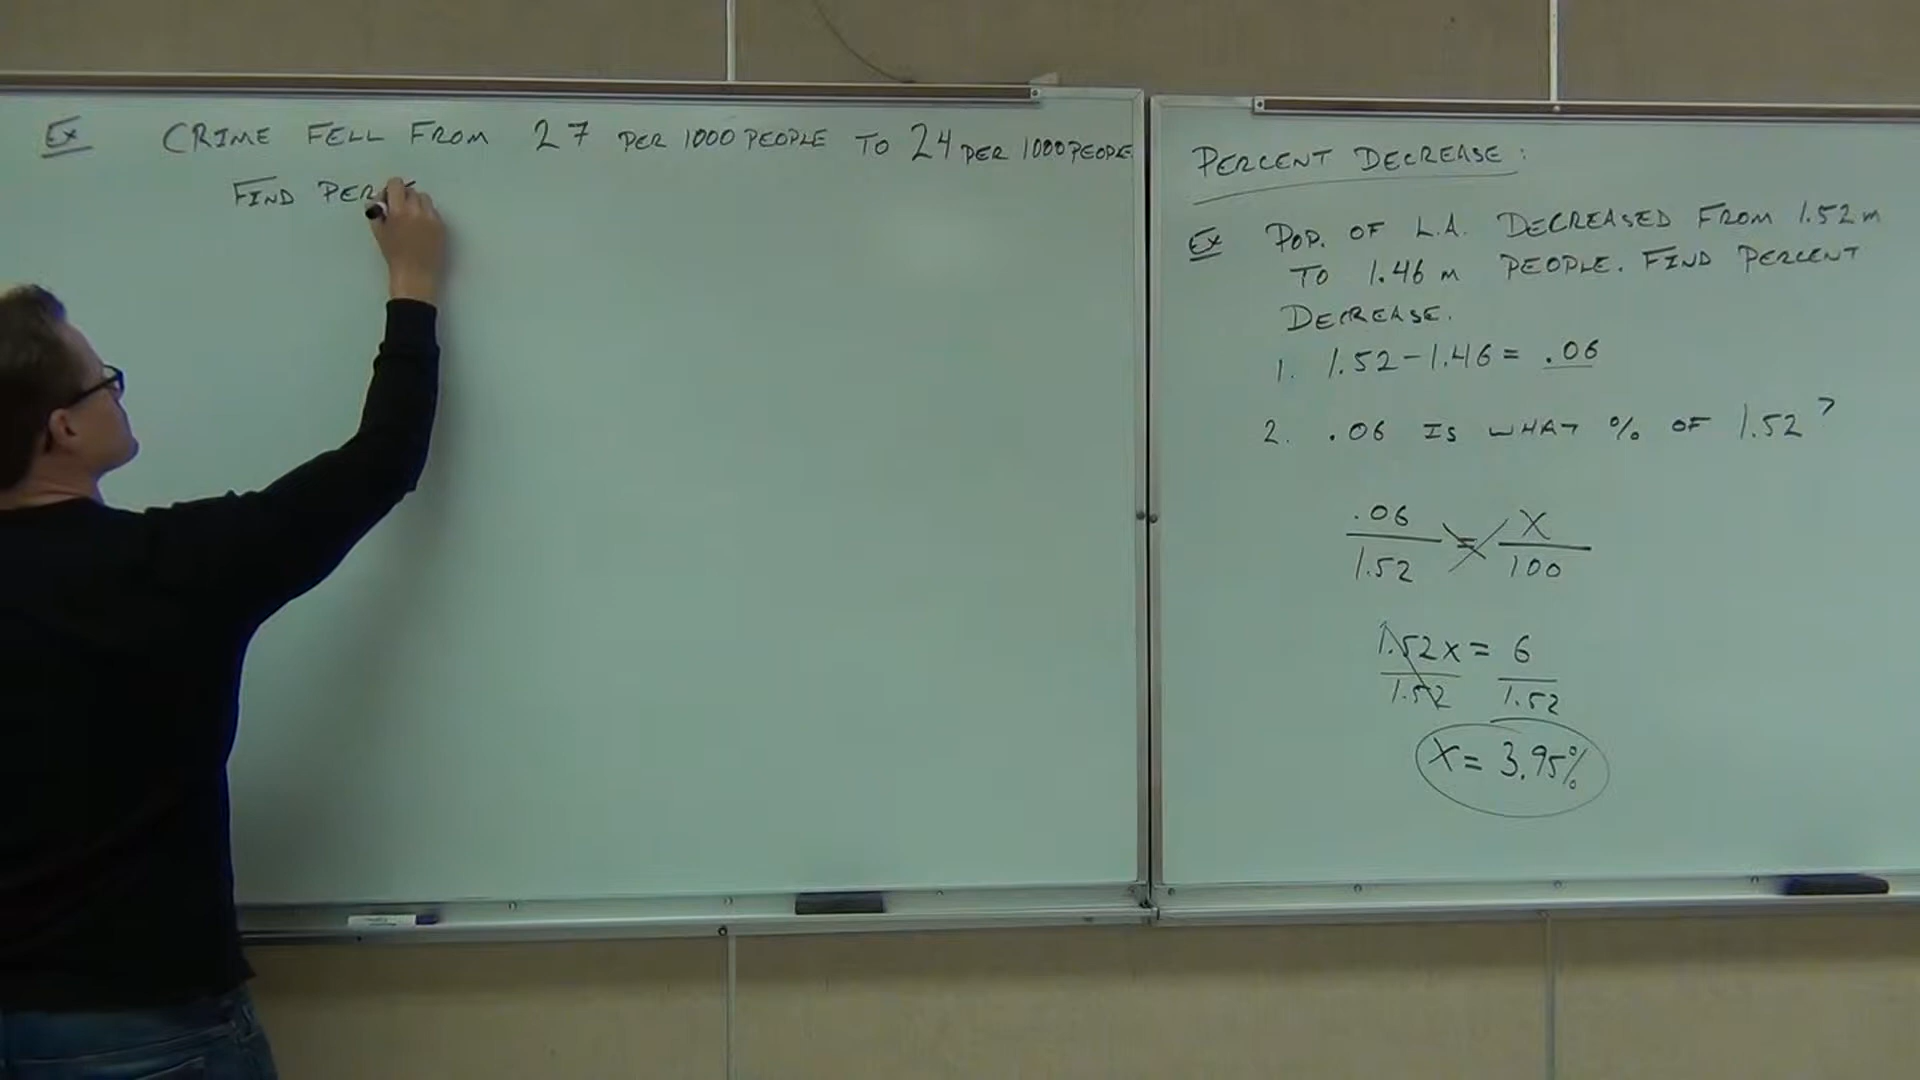 Ex CRIME FELL FROM 27 PER 1000 PEOPLE TO 24 PER 1000 PEOPLE
FIND PER
PERCENT DECREASE:
Ex POP. OF L.A. DECREASED FROM 1.52 m
TO 1.46 m PEOPLE. FIND PERCENT
DECREASE.
1. 1.52 - 1.46 = .06
2. .06 IS WHAT % OF 1.52?
.06 = X
1.52 100
1.52x = 6
1.52 1.52
X = 3.95%